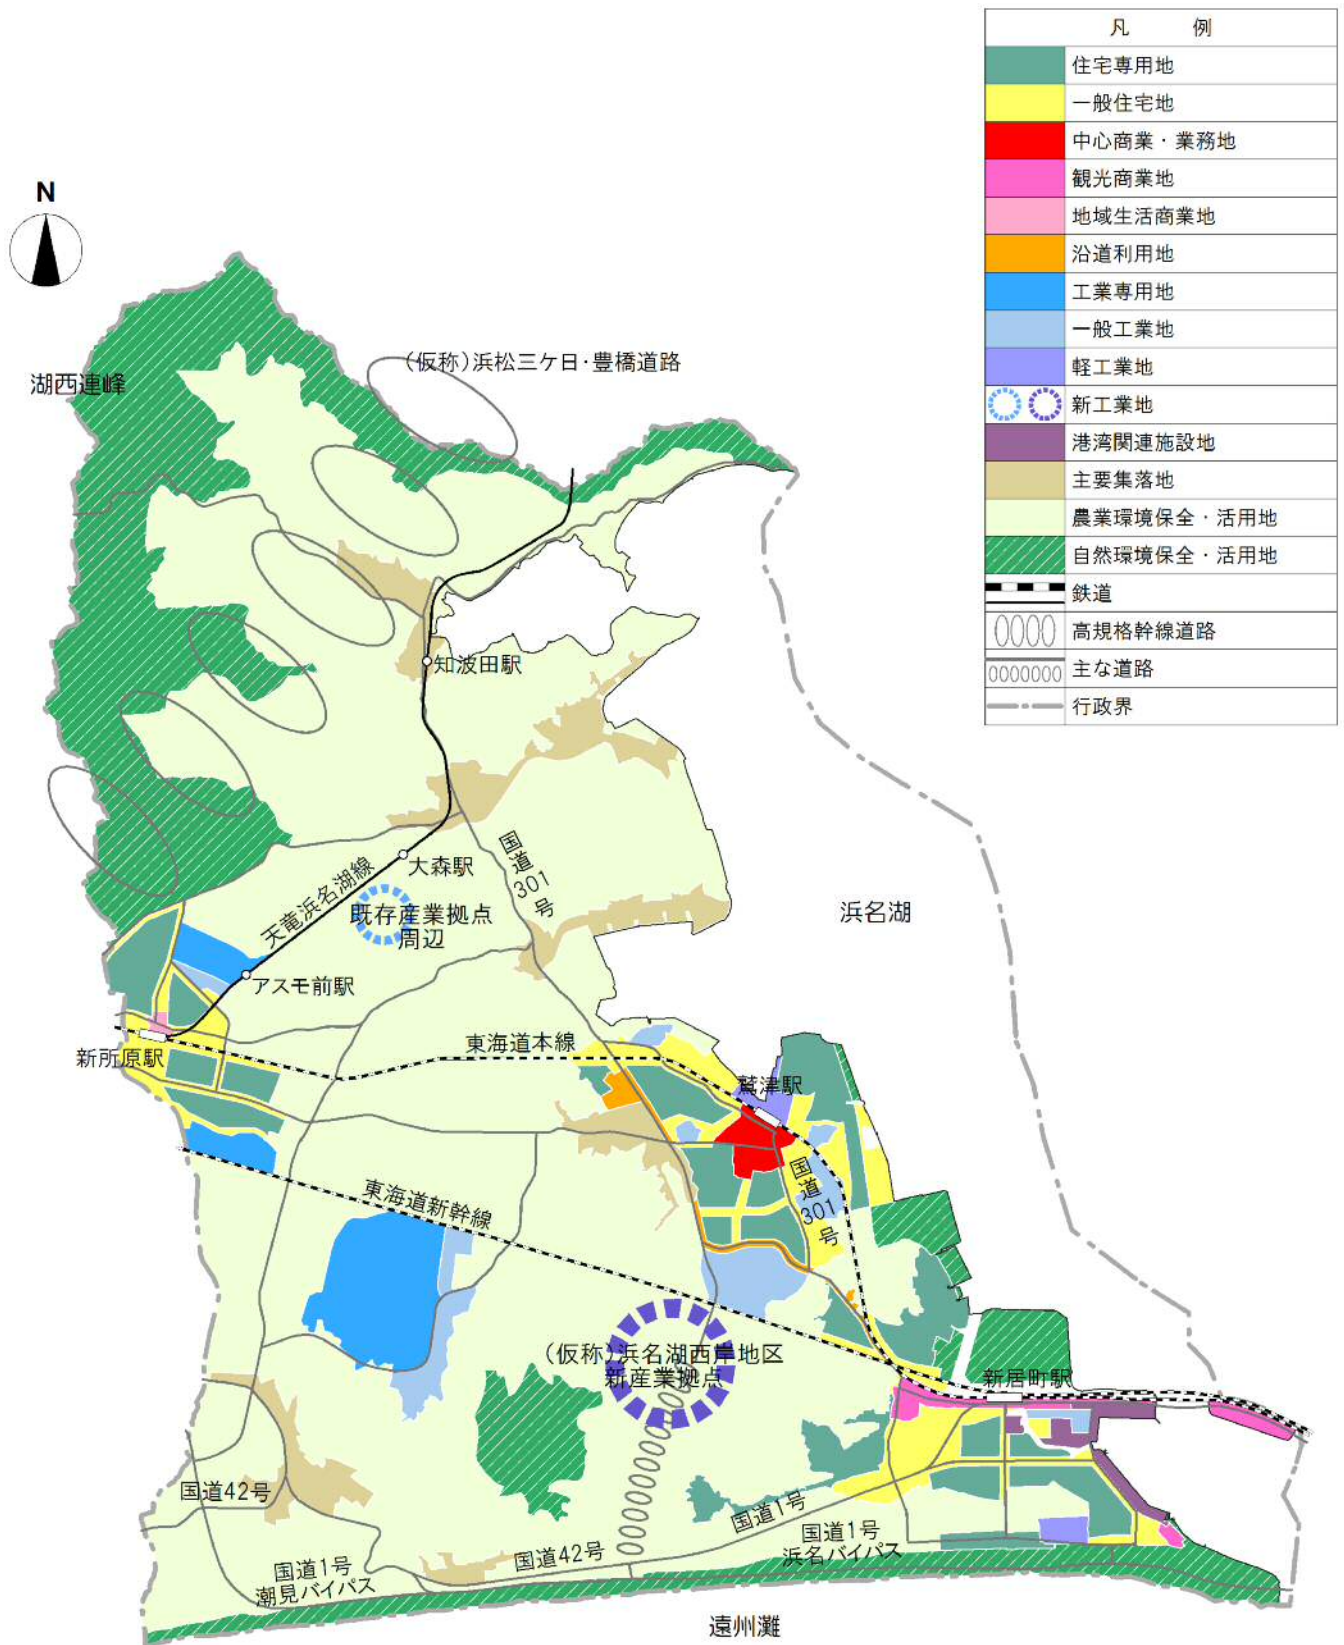 凡 例
住宅専用地
一般住宅地
中心商業・業務地
観光商業地
地域生活商業地
沿道利用地
工業専用地
一般工業地
軽工業地
新工業地
港湾関連施設地
主要集落地
農業環境保全・活用地
自然環境保全・活用地
鉄道
高規格幹線道路
主な道路
行政界
N
湖西連峰
(仮称)浜松三ケ日・豊橋道路
知波田駅
国道301号
大森駅
天竜浜名湖線
既存産業拠点
周辺
浜名湖
アスモ前駅
新所原駅
東海道本線
鷲津駅
国道301号
東海道新幹線
(仮称)浜名湖西岸地区
新産業拠点
新居町駅
国道42号
国道1号
国道1号
浜名バイパス
国道42号
国道1号
潮見バイパス
遠州灘